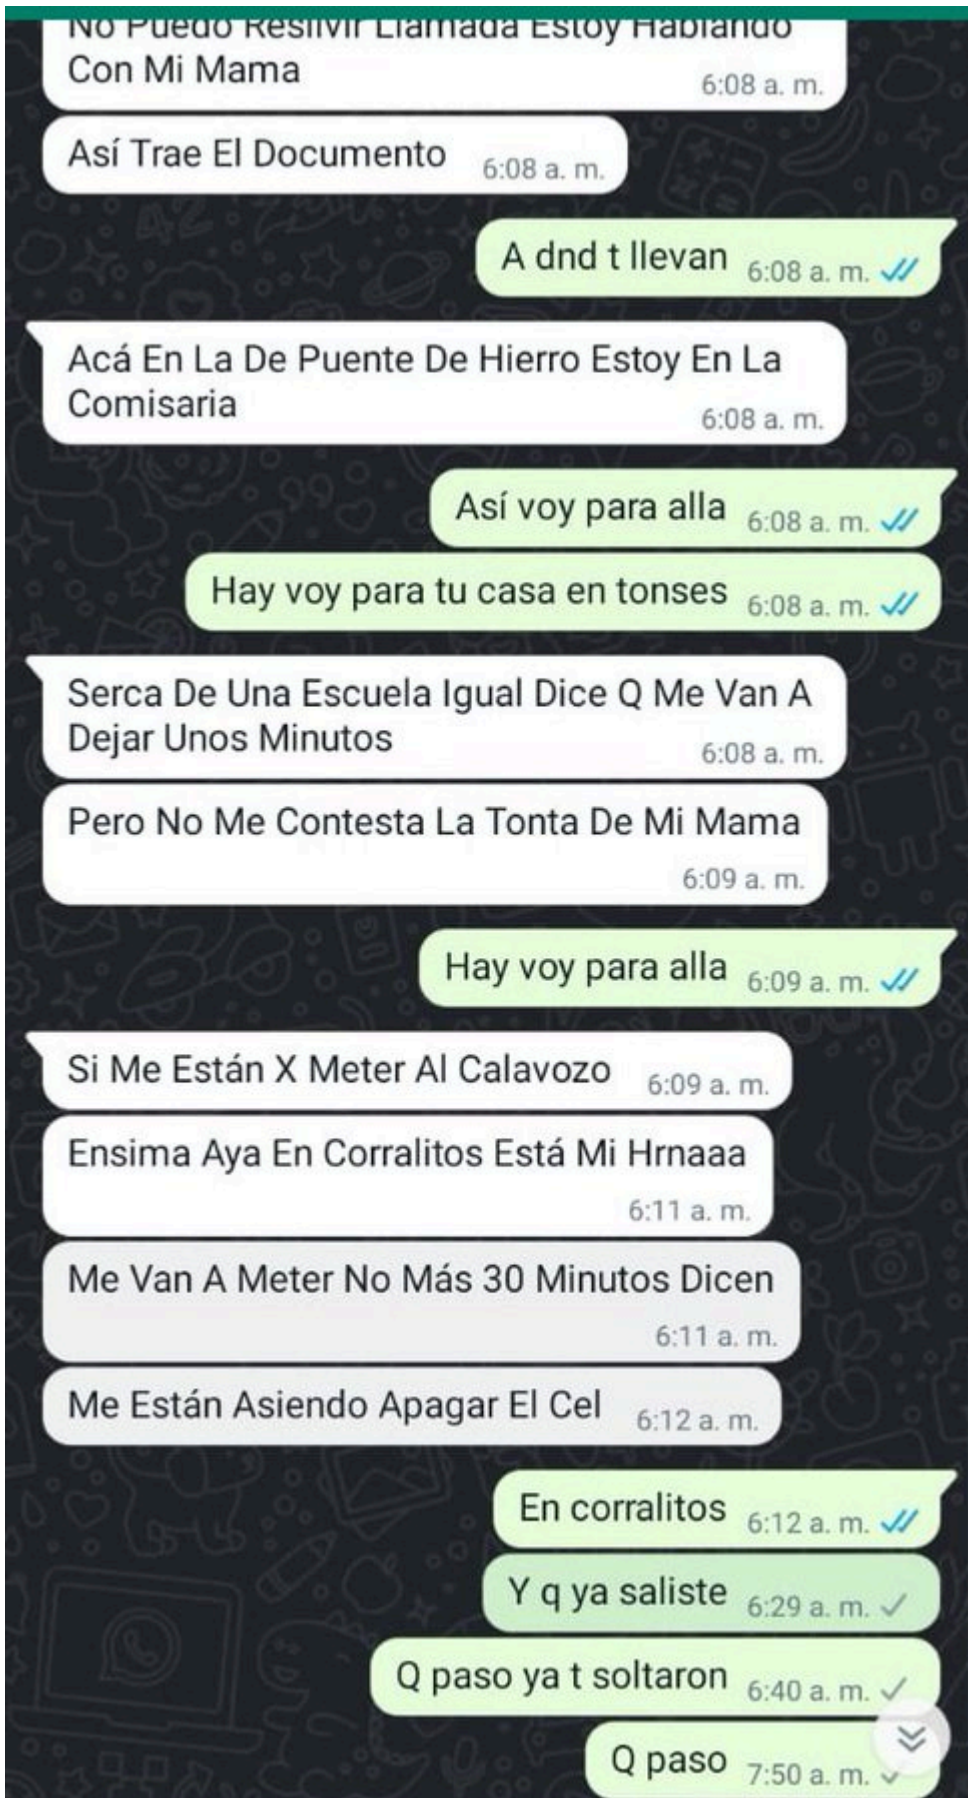 No Puedo Resiivir Llamada Estoy Hablando
Con Mi Mama
6:08 a. m.
Así Trae El Documento 6:08 a. m.
A dnd t llevan 6:08 a. m.
Acá En La De Puente De Hierro Estoy En La
Comisaria
6:08 a. m.
Así voy para alla 6:08 a. m.
Hay voy para tu casa en tonses 6:08 a. m.
Serca De Una Escuela Igual Dice Q Me Van A
Dejar Unos Minutos
6:08 a. m.
Pero No Me Contesta La Tonta De Mi Mama
6:09 a. m.
Hay voy para alla 6:09 a. m.
Si Me Están X Meter Al Calavozo 6:09 a. m.
Ensima Aya En Corralitos Está Mi Hrnaaa
6:11 a. m.
Me Van A Meter No Más 30 Minutos Dicen
6:11 a. m.
Me Están Asiendo Apagar El Cel 6:12 a. m.
En corralitos 6:12 a. m.
Y q ya saliste 6:29 a. m.
Q paso ya t soltaron 6:40 a. m.
Q paso 7:50 a. m.